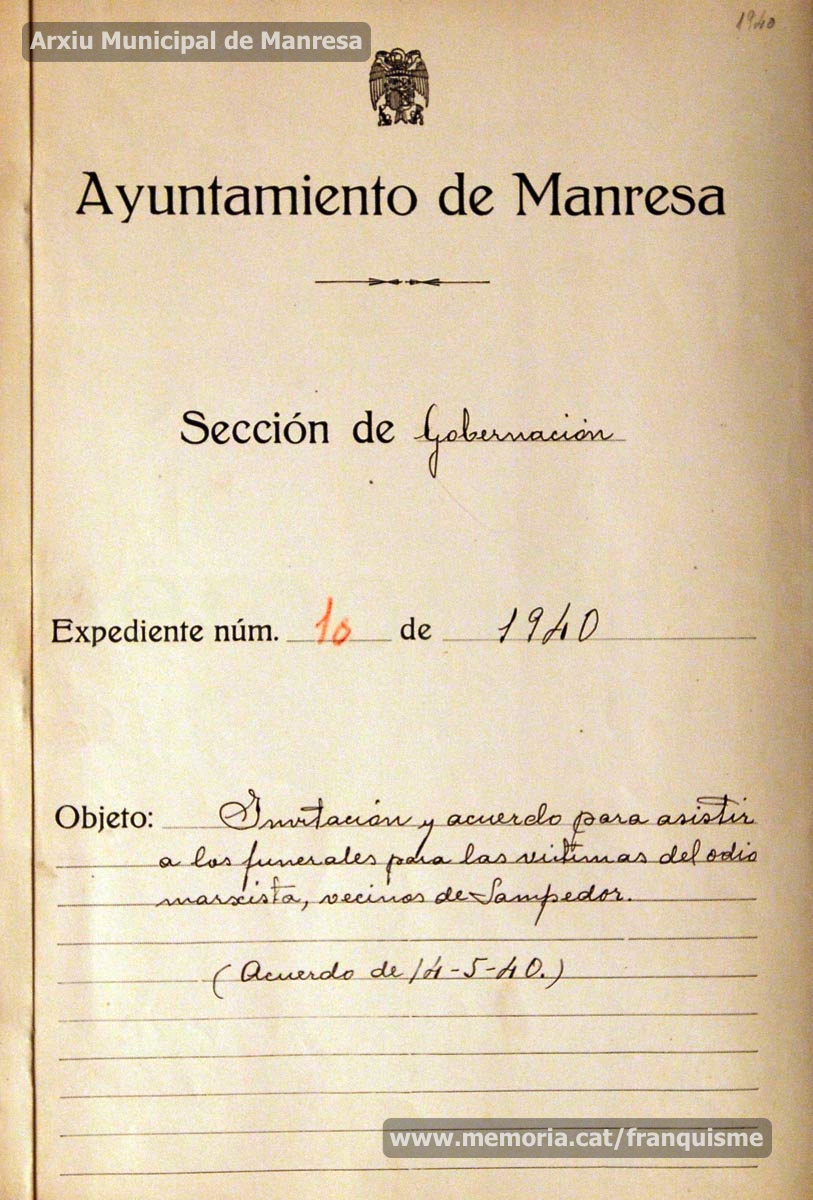 Arxiu Municipal de Manresa
1940
Ayuntamiento de Manresa
Sección de Gobernación
Expediente núm. 10 de 1940
Objeto: Invitación y acuerdo para asistir
a los funerales para las victimas del odio
marxista, vecinos de Sampedor.
(Acuerdo de 14-5-40.)
www.memoria.cat/franquisme